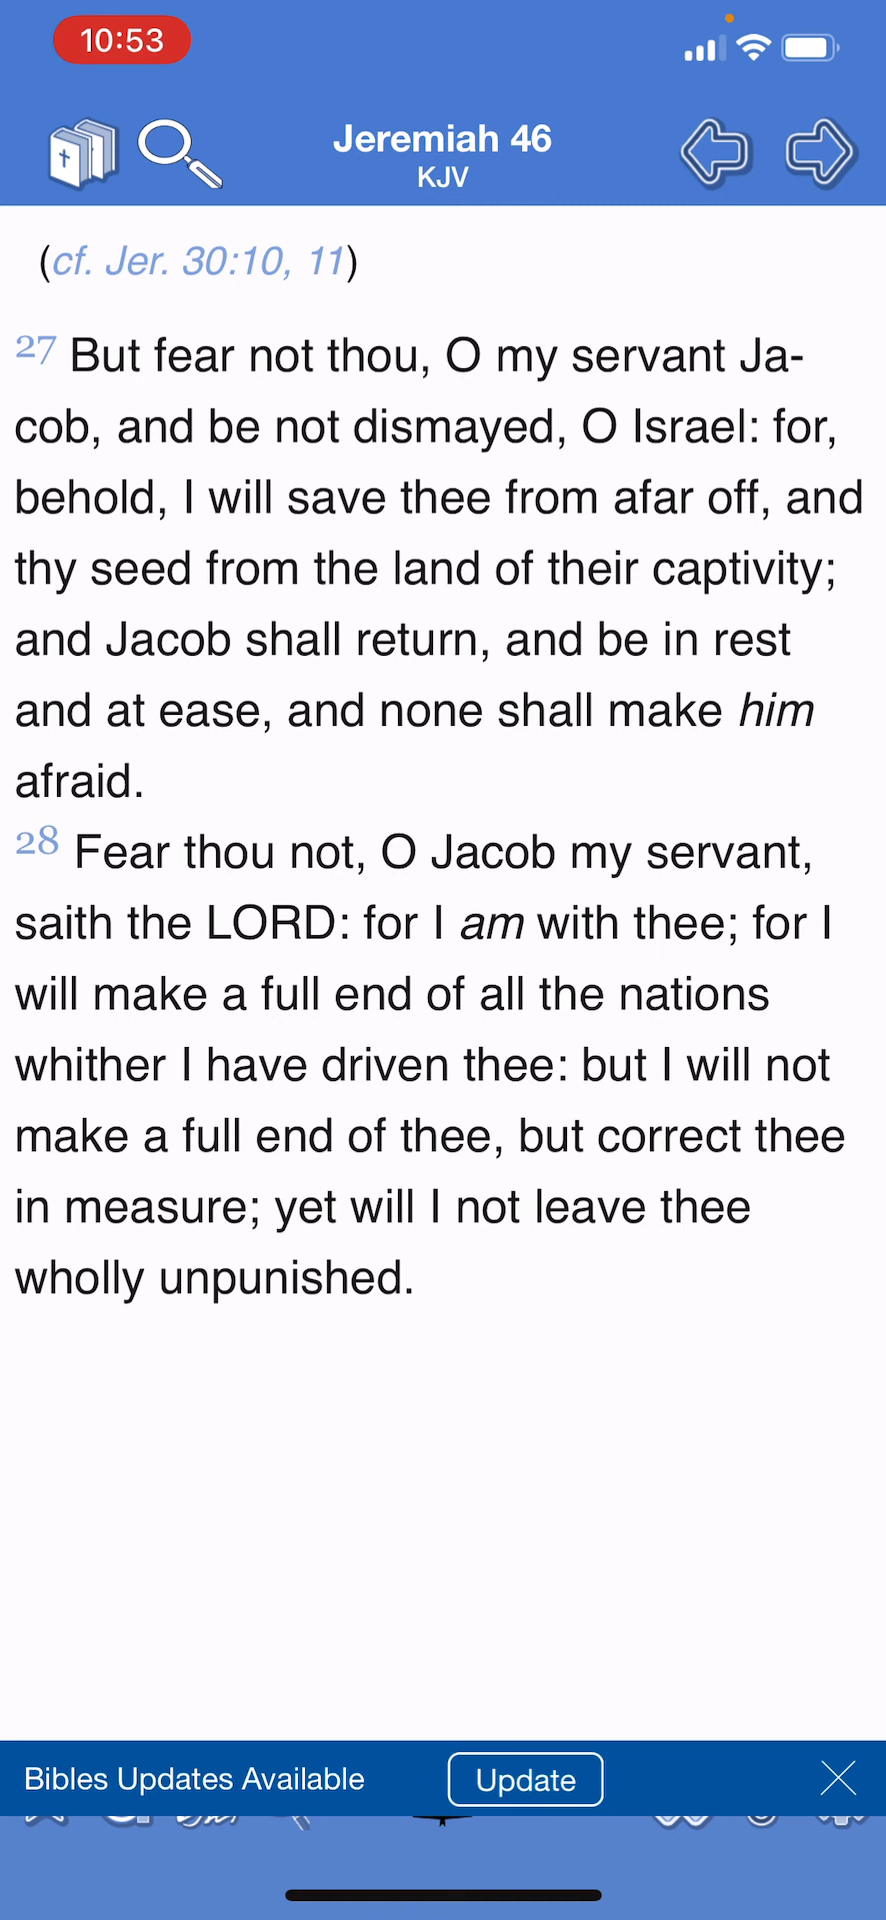 10:53
Jeremiah 46
KJV
(cf. Jer. 30:10, 11)
27 But fear not thou, O my servant Ja-
cob, and be not dismayed, O Israel: for,
behold, I will save thee from afar off, and
thy seed from the land of their captivity;
and Jacob shall return, and be in rest
and at ease, and none shall make him
afraid.
28 Fear thou not, O Jacob my servant,
saith the LORD: for I am with thee; for I
will make a full end of all the nations
whither I have driven thee: but I will not
make a full end of thee, but correct thee
in measure; yet will I not leave thee
wholly unpunished.
Bibles Updates Available
Update